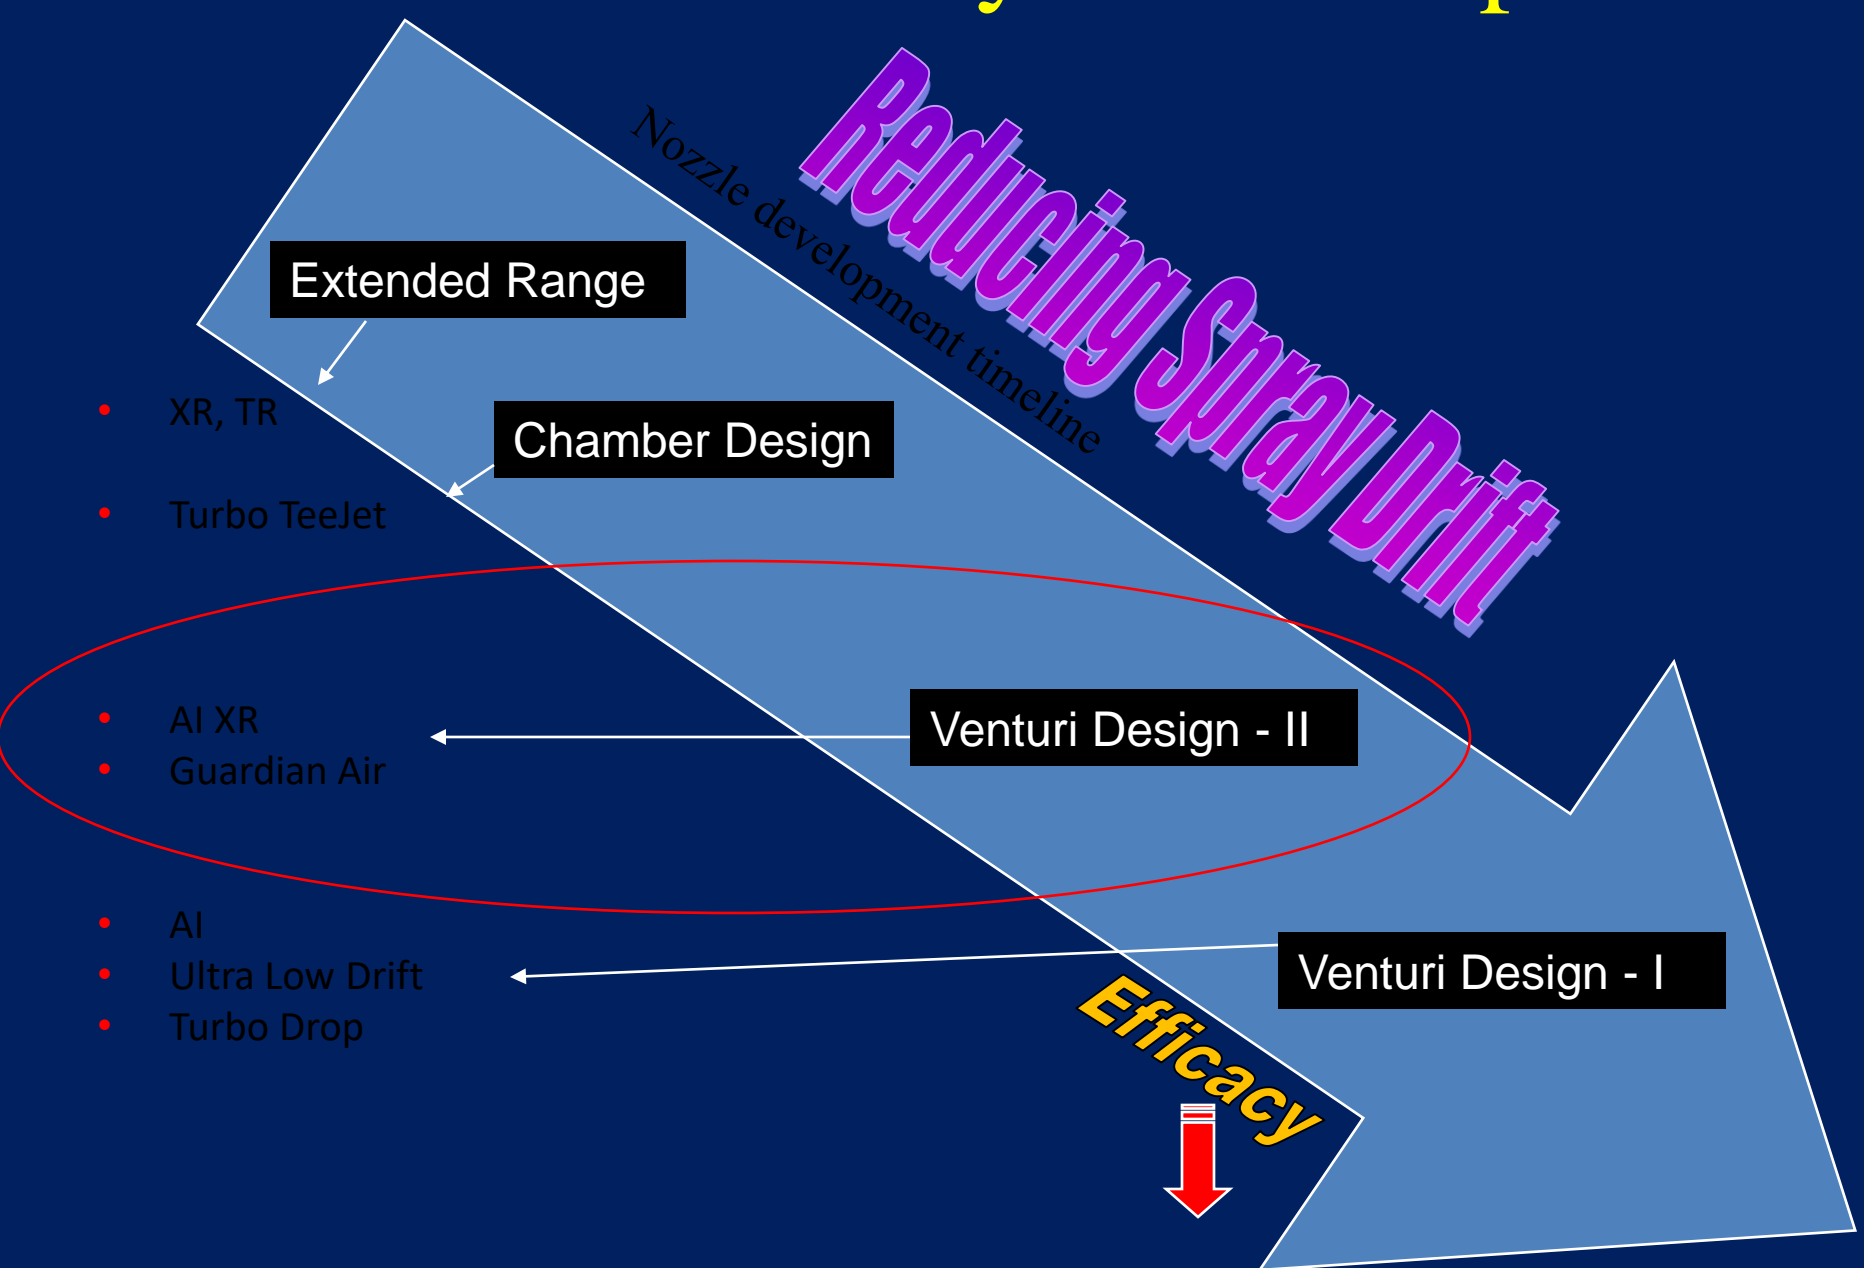 Reducing Spray Drift
Nozzle development timeline
Extended Range
XR, TR
Chamber Design
Turbo TeeJet
Venturi Design - II
AI XR
Guardian Air
AI
Ultra Low Drift
Turbo Drop
Venturi Design - I
Efficacy